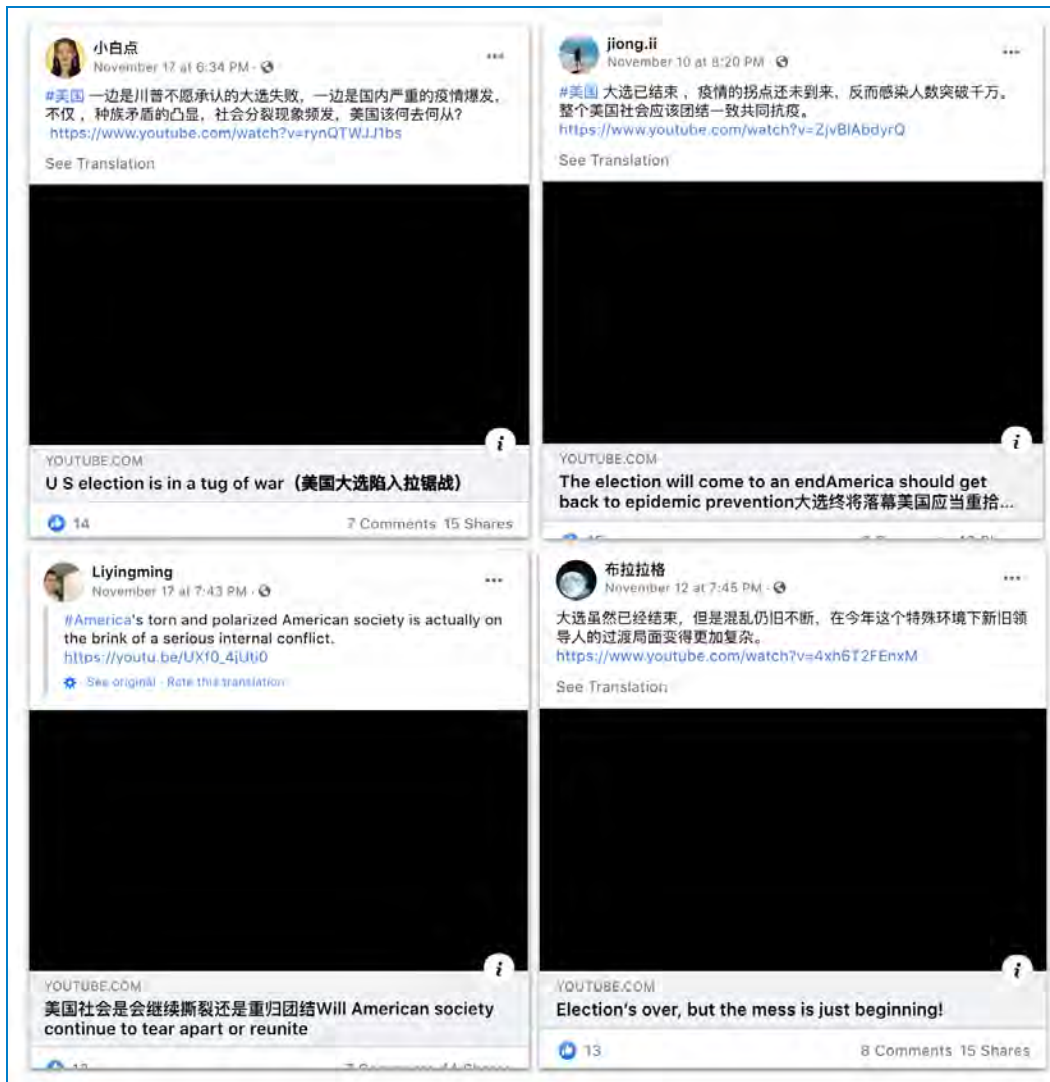 小白点
November 17 at 6:34 PM ·
#美国 一边是川普不愿承认的大选失败，一边是国内严重的疫情爆发，
不仅，种族矛盾的凸显，社会分裂现象频发，美国该何去何从？
https://www.youtube.com/watch?v=rynQTWJJ1bs
See Translation
YOUTUBE.COM
U S election is in a tug of war（美国大选陷入拉锯战）
14
7 Comments 15 Shares
jiong.ii
November 10 at 8:20 PM ·
#美国 大选已结束，疫情的拐点还未到来，反而感染人数突破千万。
整个美国社会应该团结一致共同抗疫。
https://www.youtube.com/watch?v=ZjvBlAbdyrQ
See Translation
YOUTUBE.COM
The election will come to an endAmerica should get
back to epidemic prevention大选终将落幕美国应当重拾...
Liyingming
November 17 at 7:43 PM ·
#America's torn and polarized American society is actually on
the brink of a serious internal conflict.
https://youtu.be/UXf0_4jUti0
See original · Rate this translation
YOUTUBE.COM
美国社会是会继续撕裂还是重归团结Will American society
continue to tear apart or reunite
布拉拉格
November 12 at 7:45 PM ·
大选虽然已经结束，但是混乱仍旧不断，在今年这个特殊环境下新旧领
导人的过渡局面变得更加复杂。
https://www.youtube.com/watch?v=4xh6T2FEnxM
See Translation
YOUTUBE.COM
Election's over, but the mess is just beginning!
13
8 Comments 15 Shares